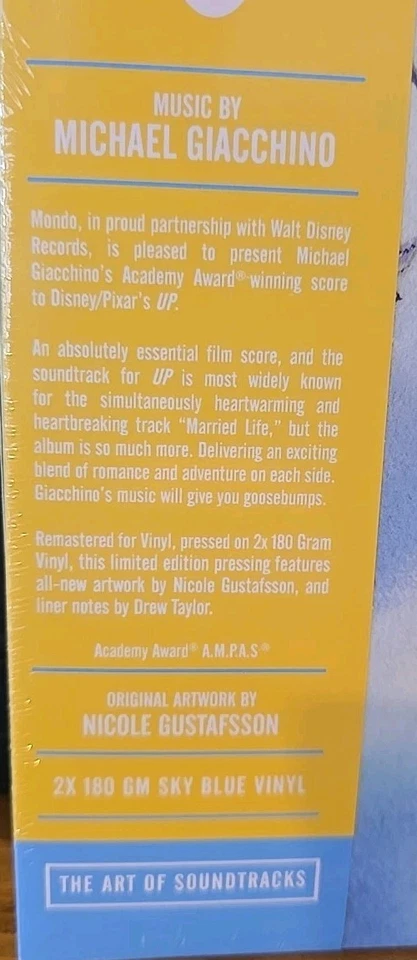 MUSIC BY
MICHAEL GIACCHINO
Mondo, in proud partnership with Walt Disney
Records, is pleased to present Michael
Giacchino's Academy Award®-winning score
to Disney/Pixar's UP.
An absolutely essential film score, and the
soundtrack for UP is most widely known
for the simultaneously heartwarming and
heartbreaking track “Married Life,” but the
album is so much more. Delivering an exciting
blend of romance and adventure on each side.
Giacchino's music will give you goosebumps.
Remastered for Vinyl, pressed on 2x 180 Gram
Vinyl, this limited edition pressing features
all-new artwork by Nicole Gustafsson, and
liner notes by Drew Taylor.
Academy Award® A.M.P.A.S®
ORIGINAL ARTWORK BY
NICOLE GUSTAFSSON
2X 180 GM SKY BLUE VINYL
THE ART OF SOUNDTRACKS